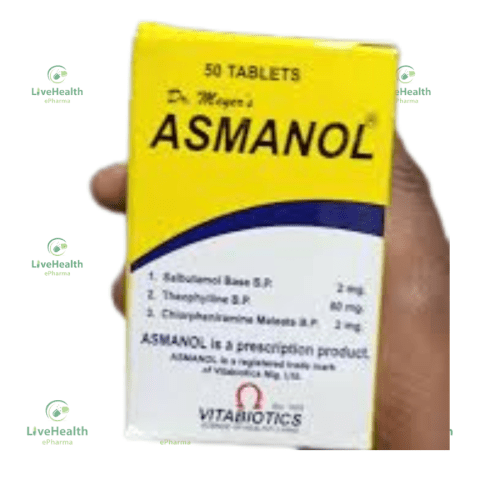 50 TABLETS
Dr. Meyer's
ASMANOL®
1. Salbutamol Base B.P. 2 mg.
2. Theophylline B.P. 60 mg.
3. Chlorpheniramine Maleate B.P. 2 mg.
ASMANOL is a prescription product.
ASMANOL is a registered trade mark
of Vitabiotics Mfg. Ltd.
VITABIOTICS
LiveHealth
ePharma
LiveHealth
ePharma
LiveHealth
ePharma
LiveHealth
ePharma